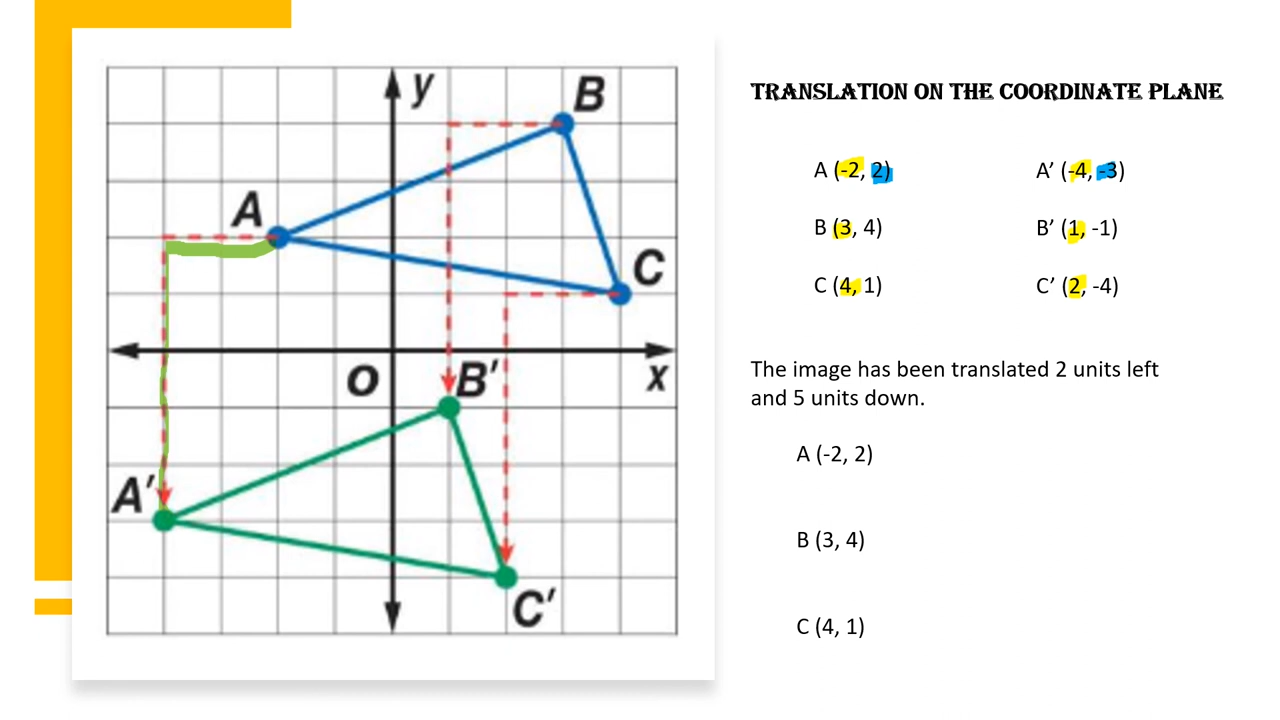 y
B
A
C
O
x
B′
A′
C′
TRANSLATION ON THE COORDINATE PLANE
A (-2, 2) A’ (-4, -3)
B (3, 4) B’ (1, -1)
C (4, 1) C’ (2, -4)
The image has been translated 2 units left
and 5 units down.
A (-2, 2)
B (3, 4)
C (4, 1)